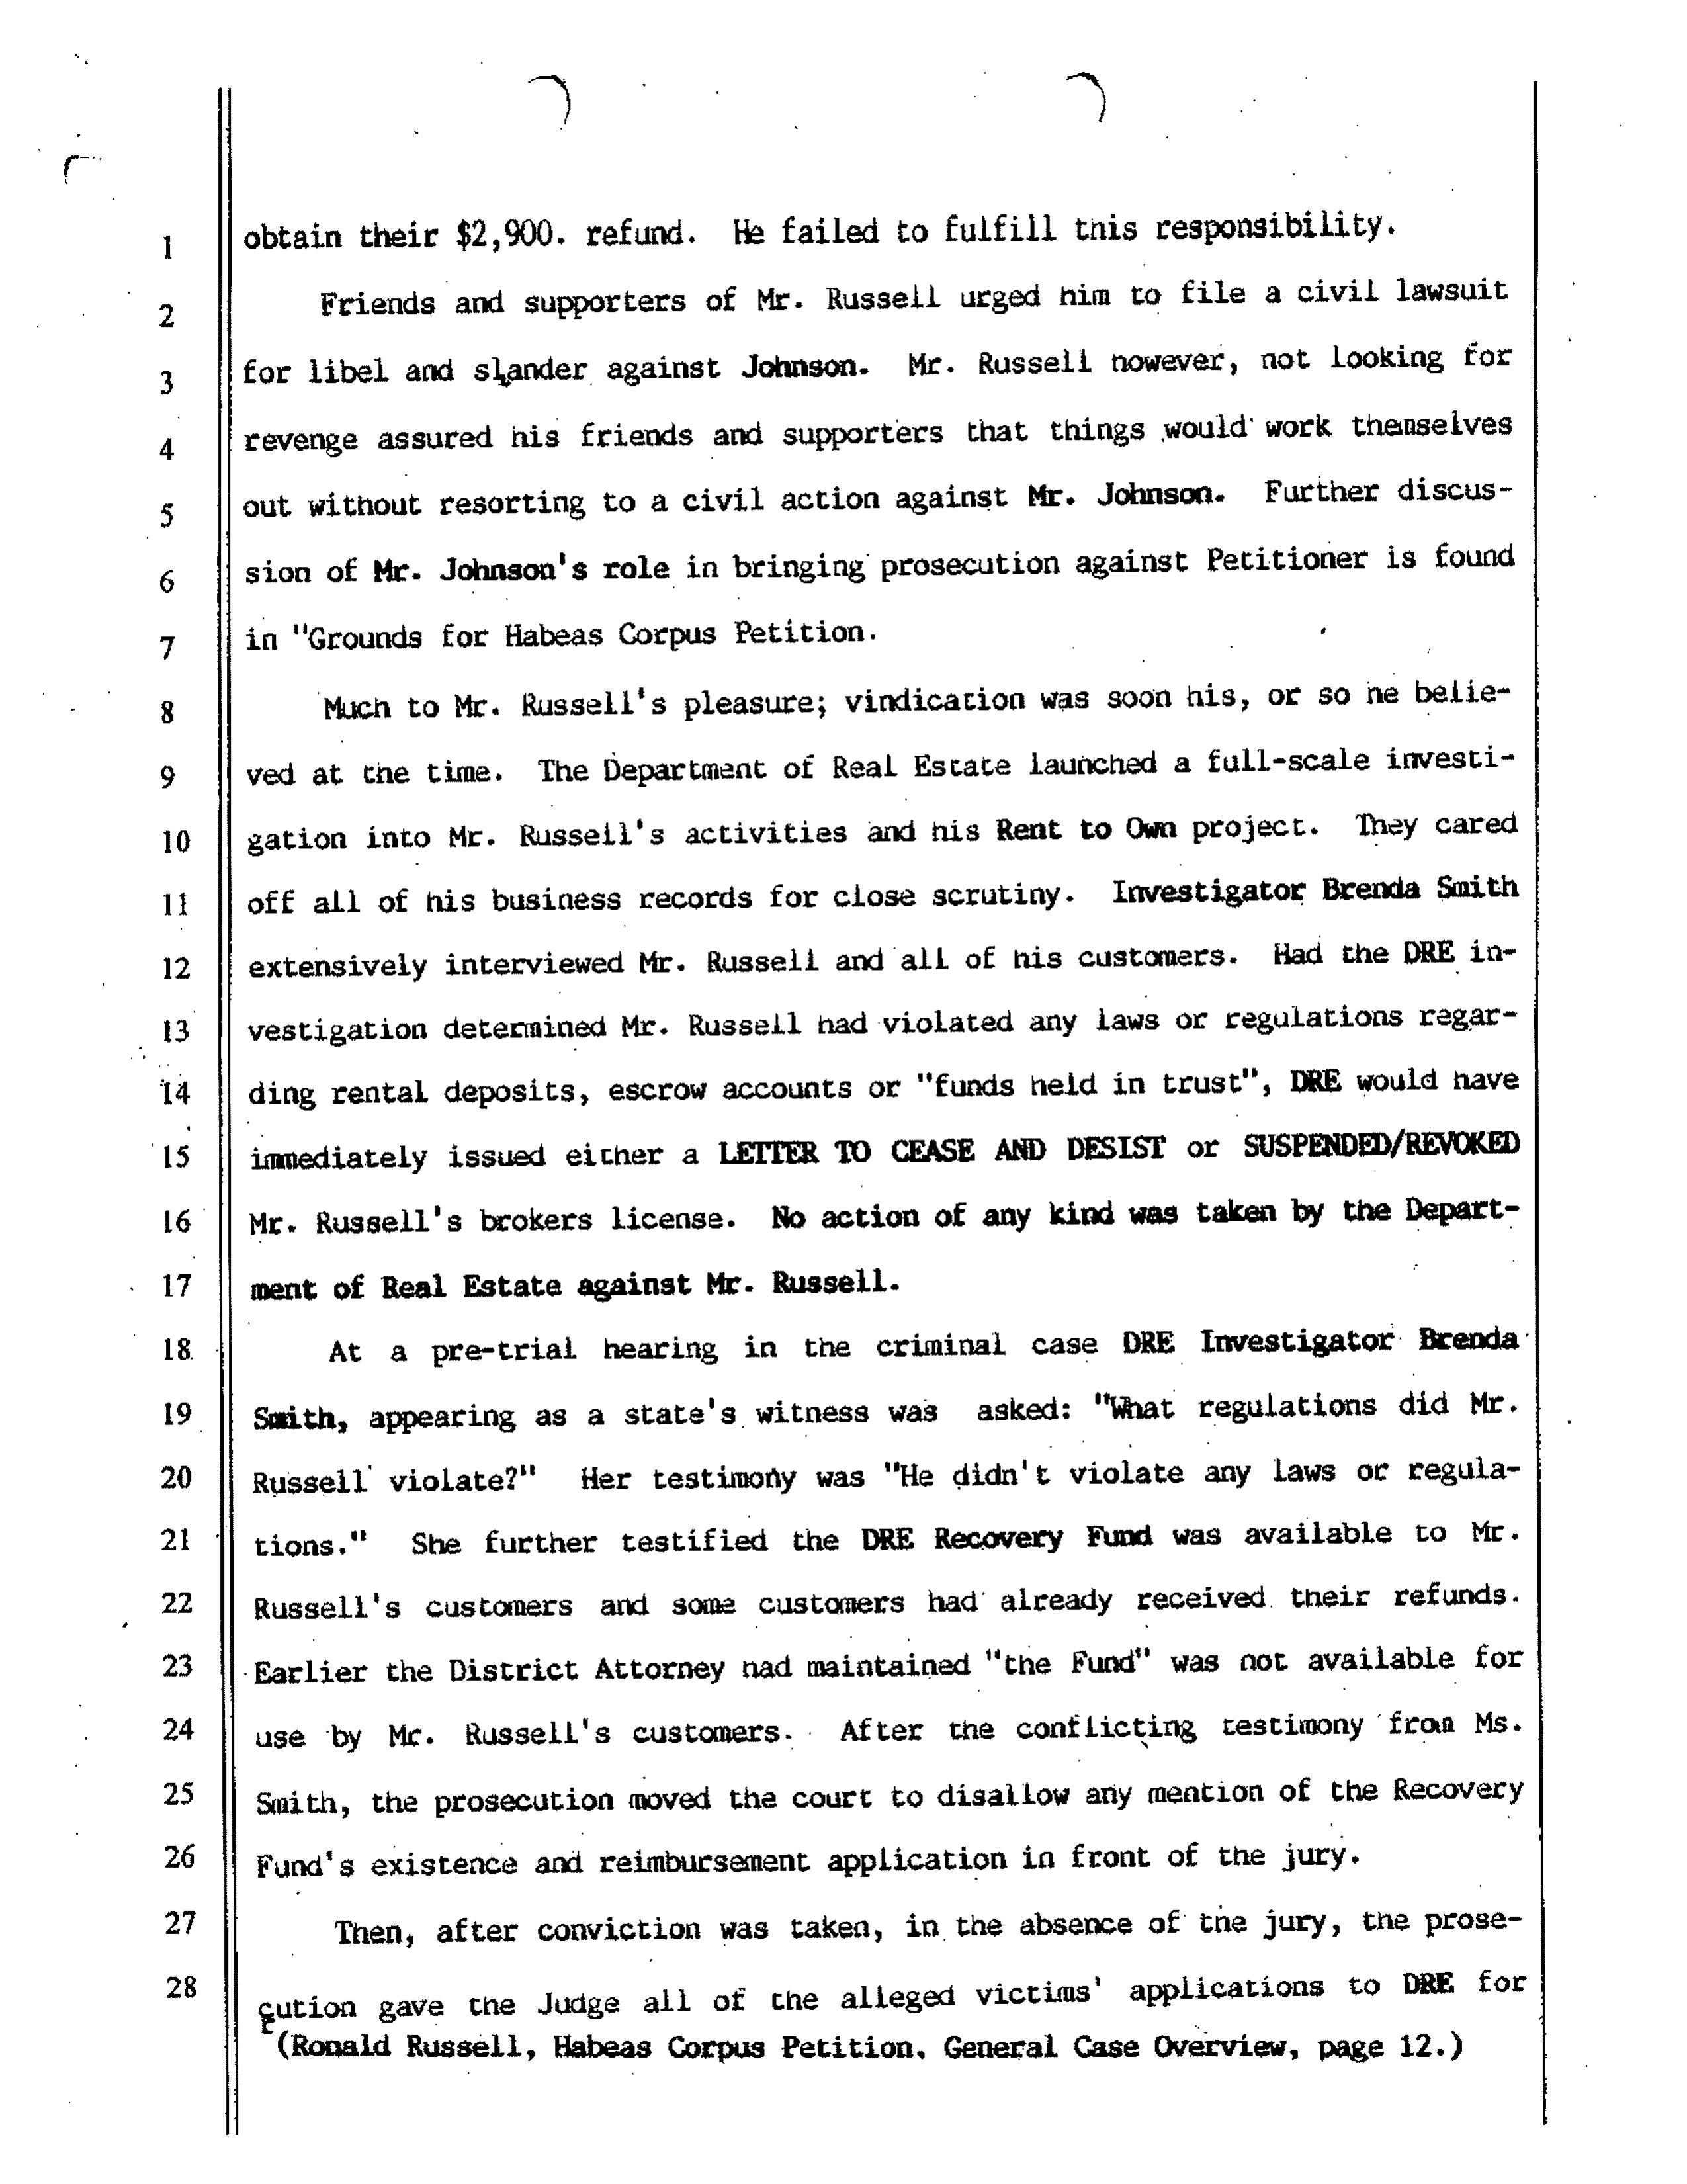 1 obtain their $2,900. refund. He failed to fulfill this responsibility.
2 Friends and supporters of Mr. Russell urged him to file a civil lawsuit
3 for libel and slander against Johnson. Mr. Russell however, not looking for
4 revenge assured his friends and supporters that things would work themselves
5 out without resorting to a civil action against Mr. Johnson. Further discus-
6 sion of Mr. Johnson's role in bringing prosecution against Petitioner is found
7 in "Grounds for Habeas Corpus Petition.
8 Much to Mr. Russell's pleasure; vindication was soon his, or so he belie-
9 ved at the time. The Department of Real Estate launched a full-scale investi-
10 gation into Mr. Russell's activities and his Rent to Own project. They cared
11 off all of his business records for close scrutiny. Investigator Brenda Smith
12 extensively interviewed Mr. Russell and all of his customers. Had the DRE in-
13 vestigation determined Mr. Russell had violated any laws or regulations regar-
14 ding rental deposits, escrow accounts or "funds held in trust", DRE would have
15 immediately issued either a LETTER TO CEASE AND DESIST or SUSPENDED/REVOKED
16 Mr. Russell's brokers license. No action of any kind was taken by the Depart-
17 ment of Real Estate against Mr. Russell.
18 At a pre-trial hearing in the criminal case DRE Investigator Brenda
19 Smith, appearing as a state's witness was asked: "What regulations did Mr.
20 Russell violate?" Her testimony was "He didn't violate any laws or regula-
21 tions." She further testified the DRE Recovery Fund was available to Mr.
22 Russell's customers and some customers had already received their refunds.
23 Earlier the District Attorney had maintained "the Fund" was not available for
24 use by Mr. Russell's customers. After the conflicting testimony from Ms.
25 Smith, the prosecution moved the court to disallow any mention of the Recovery
26 Fund's existence and reimbursement application in front of the jury.
27 Then, after conviction was taken, in the absence of the jury, the prose-
28 cution gave the Judge all of the alleged victims' applications to DRE for
(Ronald Russell, Habeas Corpus Petition. General Case Overview, page 12.)